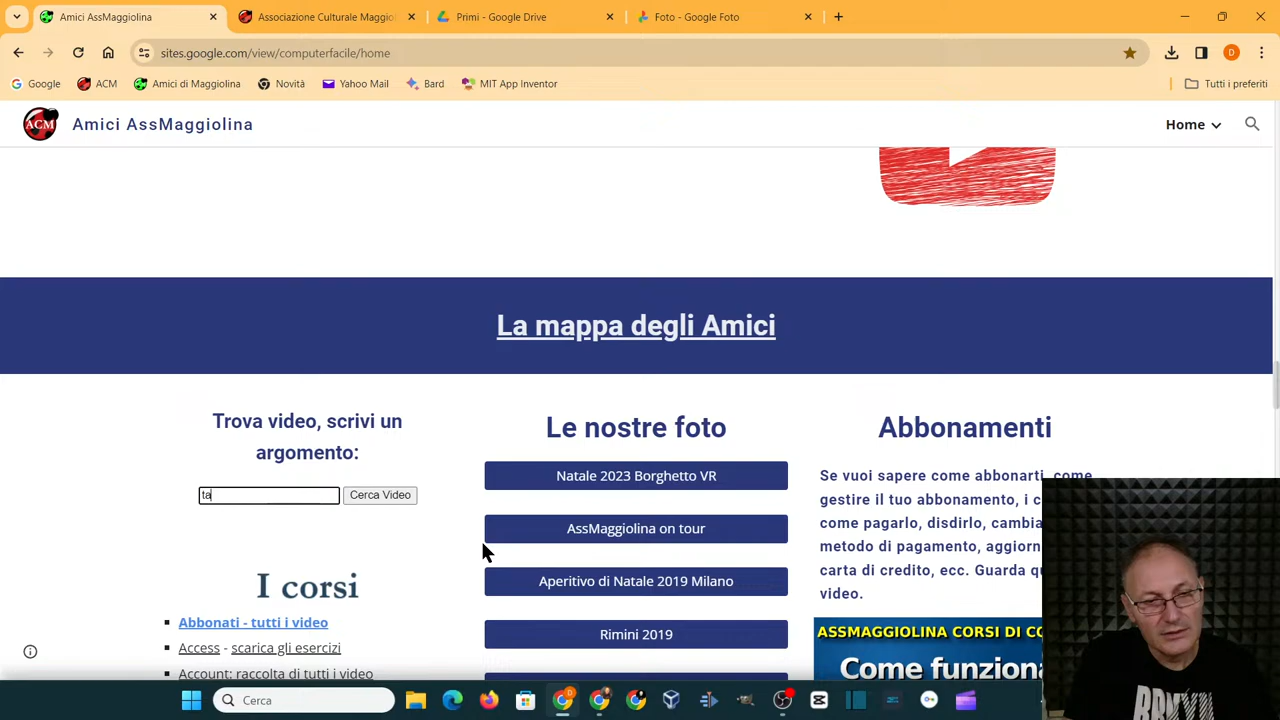 Amici AssMaggiolina
Associazione Culturale Maggiol
Primi - Google Drive
Foto - Google Foto
sites.google.com/view/computerfacile/home
D
Google
ACM
Amici di Maggiolina
Novità
Yahoo Mail
Bard
MIT App Inventor
Tutti i preferiti
ACM
Amici AssMaggiolina
Home
La mappa degli Amici
Trova video, scrivi un
argomento:
ta
Cerca Video
I corsi
Abbonati - tutti i video
Access - scarica gli esercizi
Account: raccolta di tutti i video
Le nostre foto
Natale 2023 Borghetto VR
AssMaggiolina on tour
Aperitivo di Natale 2019 Milano
Rimini 2019
Abbonamenti
Se vuoi sapere come abbonarti, come
gestire il tuo abbonamento, i c
come pagarlo, disdirlo, cambia
metodo di pagamento, aggiorn
carta di credito, ecc. Guarda qu
video.
ASSMAGGIOLINA CORSI DI CO
Come funziona
Cerca